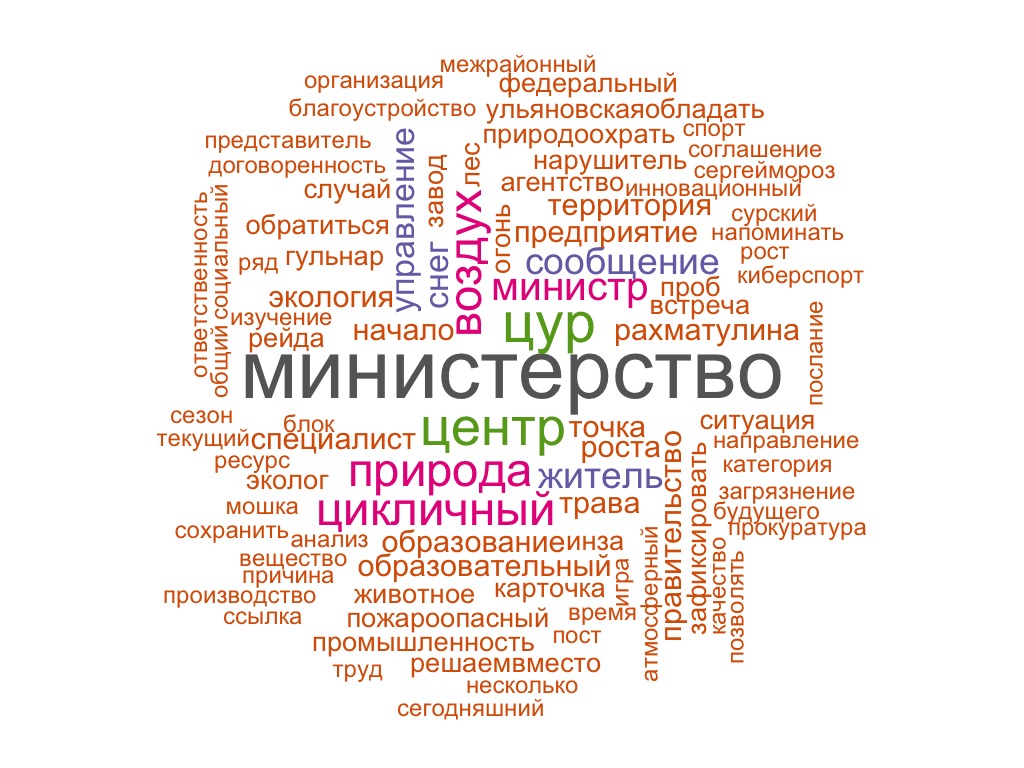 межрайонный
организация
федеральный
благоустройство
ульяновскаяобладать
представитель
природоохрать
спорт
договоренность
нарушитель
соглашение
случай
агентство
сергеймороз
инновационный
управление
завод
лес
территория
сурский
ответственность
социальный
обратиться
огонь
предприятие
напоминать
ряд
гульнар
снег
воздух
сообщение
рост
киберспорт
экология
министр
проб
встреча
изучение
рейда
начало
цур
рахматулина
общий
послание
министерство
сезон
блок
центр
точка
ситуация
текущий
специалист
роста
направление
ресурс
эколог
природа
житель
правительство
зафиксировать
категория
мошка
цикличный
трава
загрязнение
будущего
сохранить
анализ
образование
инза
прокуратура
вещество
причина
образовательный
игра
атмосферный
качество
позволять
производство
животное
карточка
ссылка
пожароопасный
время
промышленность
пост
труд
решаемвместо
несколько
сегодняшний